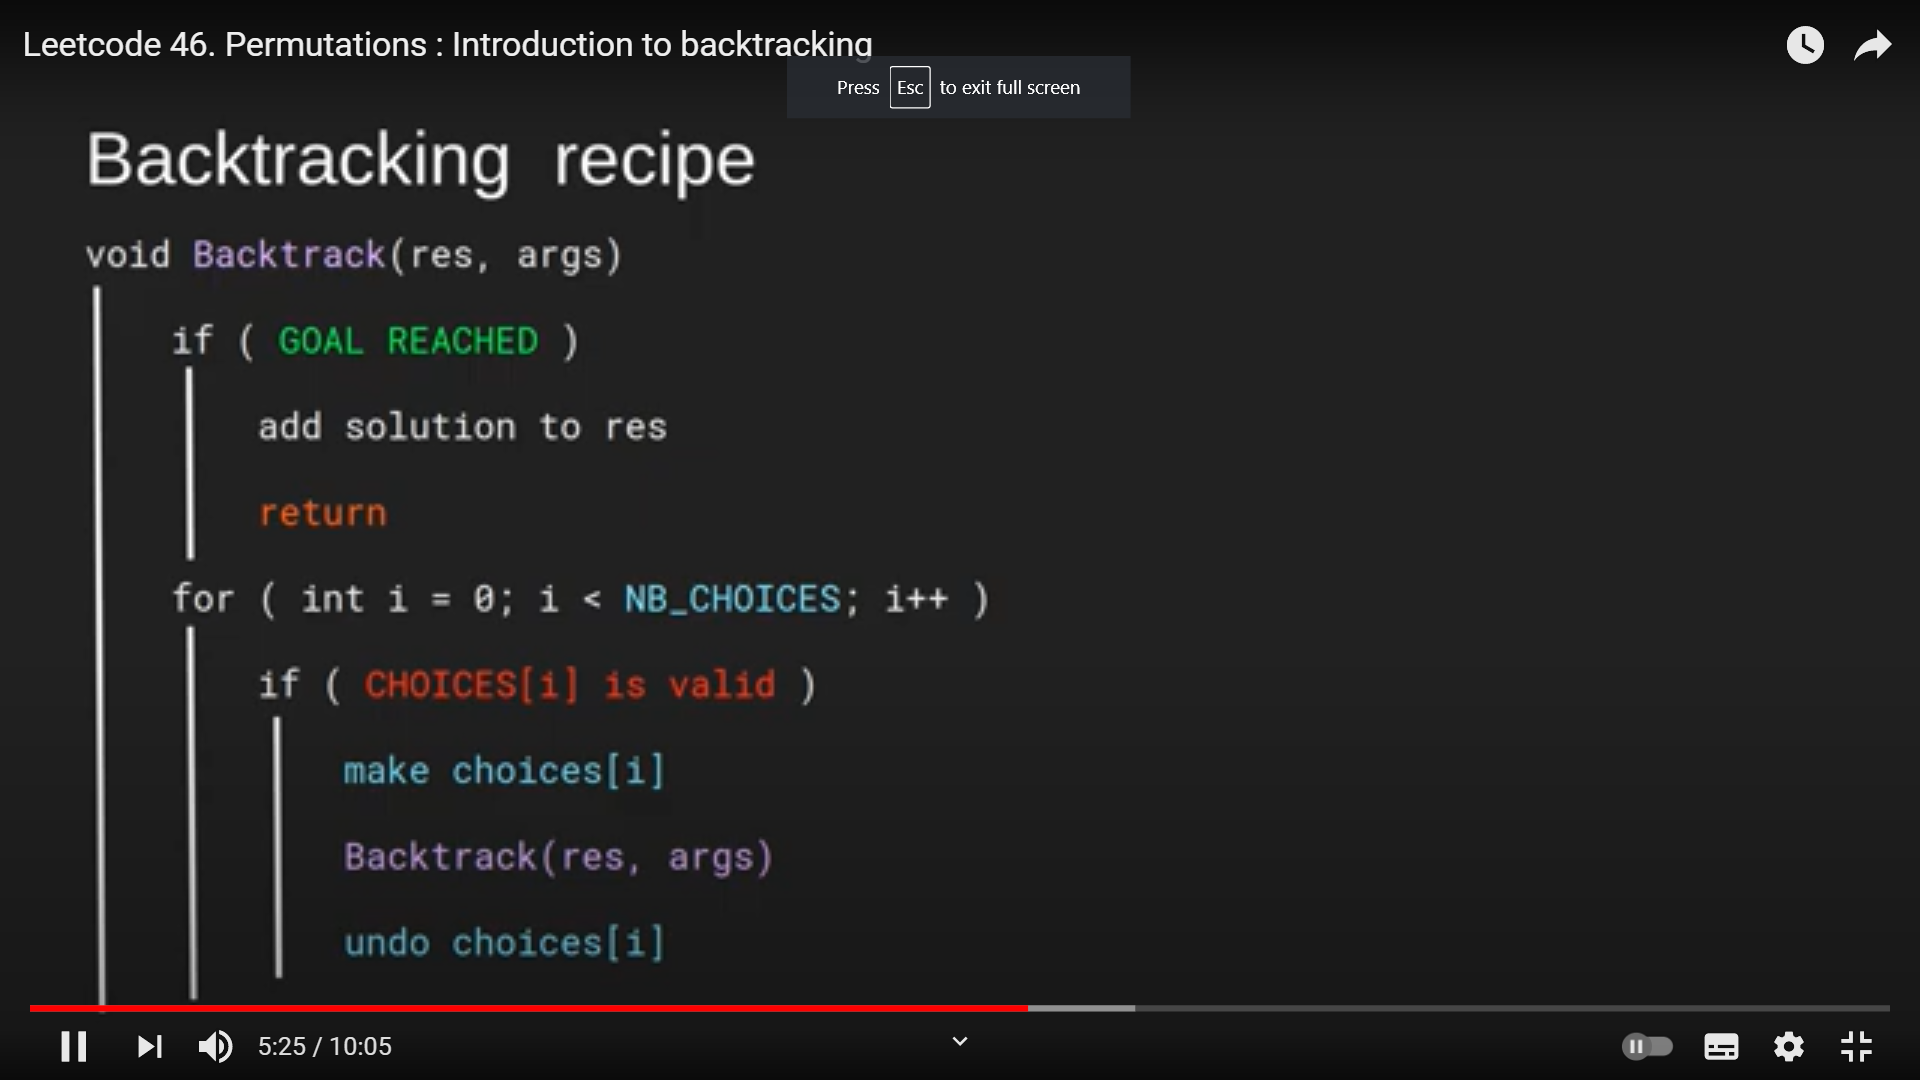 Leetcode 46. Permutations : Introduction to backtracking
Press Esc to exit full screen
Backtracking recipe
void Backtrack(res, args)
if ( GOAL REACHED )
add solution to res
return
for ( int i = 0; i < NB_CHOICES; i++ )
if ( CHOICES[i] is valid )
make choices[i]
Backtrack(res, args)
undo choices[i]
5:25 / 10:05